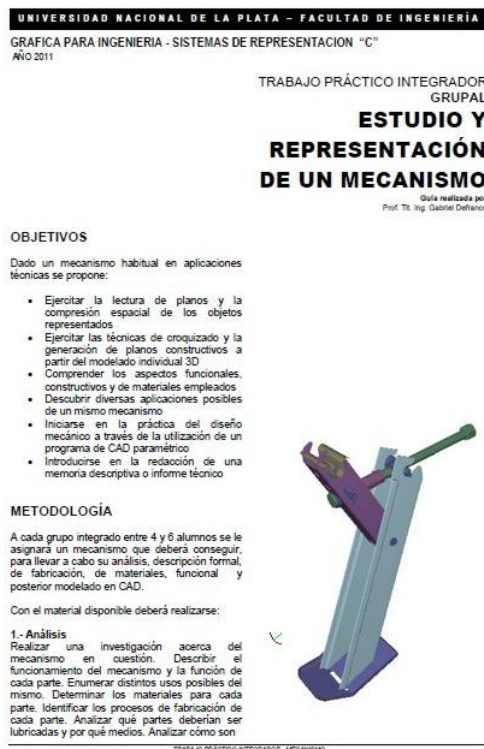 UNIVERSIDAD NACIONAL DE LA PLATA – FACULTAD DE INGENIERÍA
GRAFICA PARA INGENIERIA - SISTEMAS DE REPRESENTACION “C”
AÑO 2011
TRABAJO PRÁCTICO INTEGRADOR
GRUPAL
ESTUDIO Y
REPRESENTACIÓN
DE UN MECANISMO
Guía realizada por
Prof. Tit. Ing. Gabriel Defranco
OBJETIVOS
Dado un mecanismo habitual en aplicaciones
técnicas se propone:
• Ejercitar la lectura de planos y la
compresión espacial de los objetos
representados
• Ejercitar las técnicas de croquizado y la
generación de planos constructivos a
partir del modelado individual 3D
• Comprender los aspectos funcionales,
constructivos y de materiales empleados
• Descubrir diversas aplicaciones posibles
de un mismo mecanismo
• Iniciarse en la práctica del diseño
mecánico a través de la utilización de un
programa de CAD paramétrico
• Introducirse en la redacción de una
memoria descriptiva o informe técnico
METODOLOGÍA
A cada grupo integrado entre 4 y 6 alumnos se le
asignará un mecanismo que deberá conseguir,
para llevar a cabo su análisis, descripción formal,
de fabricación, de materiales, funcional y
posterior modelado en CAD.
Con el material disponible deberá realizarse:
1.- Análisis
Realizar una investigación acerca del
mecanismo en cuestión. Describir el
funcionamiento del mecanismo y la función de
cada parte. Enumerar distintos usos posibles del
mismo. Determinar los materiales para cada
parte. Identificar los procesos de fabricación de
cada parte. Analizar qué partes deberían ser
lubricadas y por qué medios. Analizar cómo son
TRABAJO PRÁCTICO INTEGRADOR - MECANISMO